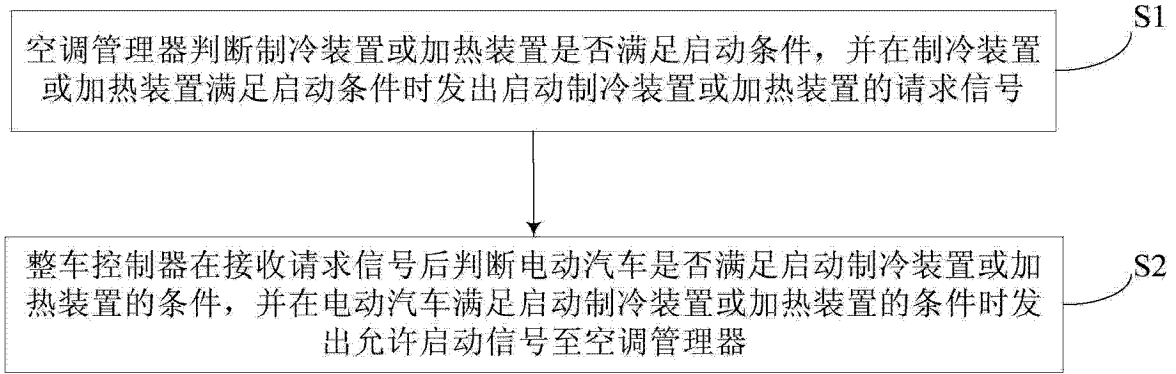 S1
空调管理器判断制冷装置或加热装置是否满足启动条件，并在制冷装置
或加热装置满足启动条件时发出启动制冷装置或加热装置的请求信号
S2
整车控制器在接收请求信号后判断电动汽车是否满足启动制冷装置或加
热装置的条件，并在电动汽车满足启动制冷装置或加热装置的条件时发
出允许启动信号至空调管理器